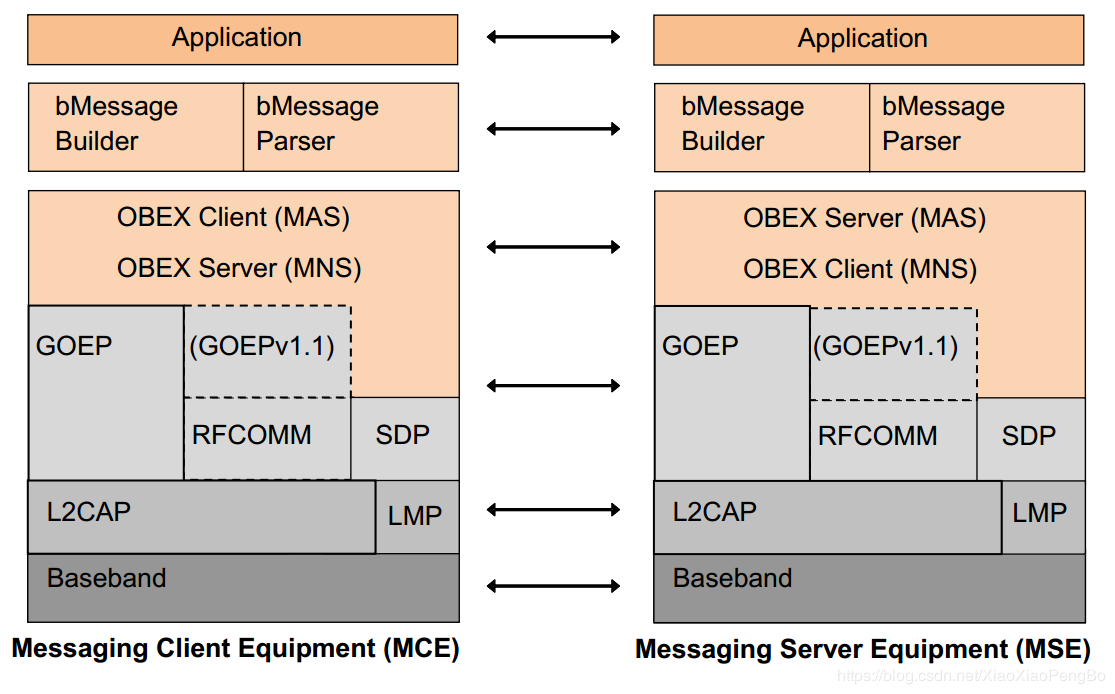 Application
Application
bMessage Builder
bMessage Parser
bMessage Builder
bMessage Parser
OBEX Client (MAS)
OBEX Server (MNS)
OBEX Server (MAS)
OBEX Client (MNS)
GOEP
(GOEPv1.1)
GOEP
(GOEPv1.1)
RFCOMM
SDP
RFCOMM
SDP
L2CAP
LMP
L2CAP
LMP
Baseband
Baseband
Messaging Client Equipment (MCE)
Messaging Server Equipment (MSE)
https://blog.csdn.net/XiaoXiaoPengBo